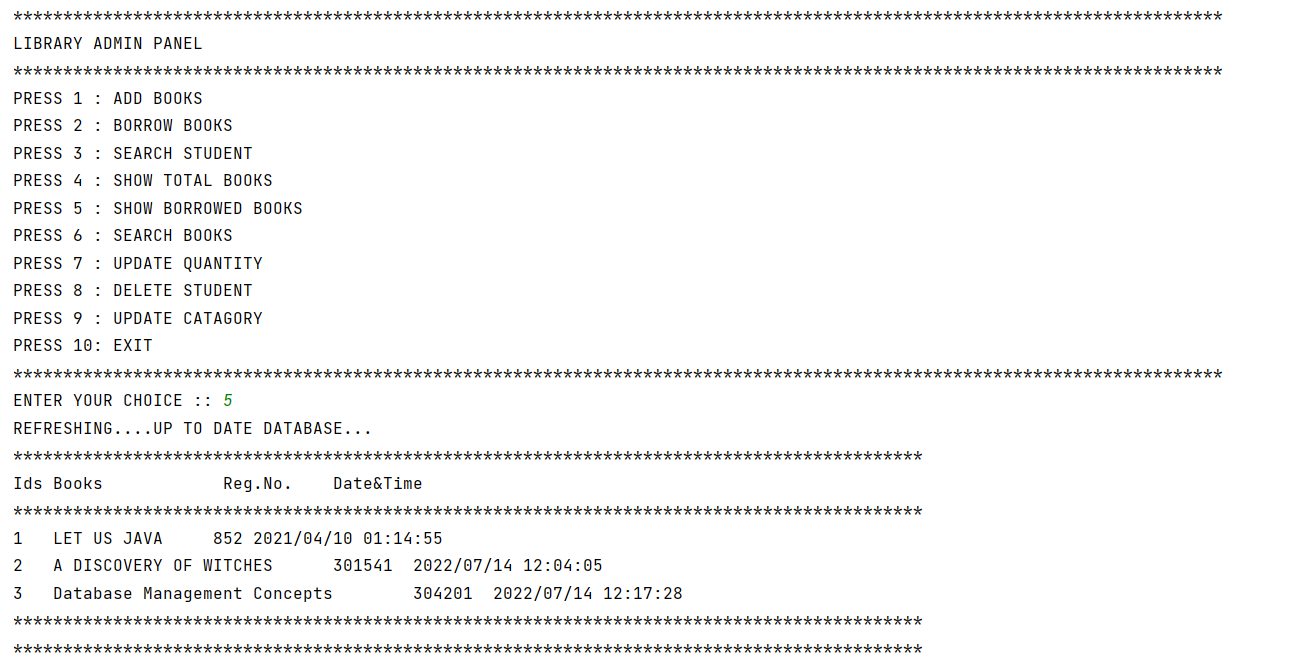 *************************************************************************************************************************
LIBRARY ADMIN PANEL
*************************************************************************************************************************
PRESS 1 : ADD BOOKS
PRESS 2 : BORROW BOOKS
PRESS 3 : SEARCH STUDENT
PRESS 4 : SHOW TOTAL BOOKS
PRESS 5 : SHOW BORROWED BOOKS
PRESS 6 : SEARCH BOOKS
PRESS 7 : UPDATE QUANTITY
PRESS 8 : DELETE STUDENT
PRESS 9 : UPDATE CATAGORY
PRESS 10: EXIT
*************************************************************************************************************************
ENTER YOUR CHOICE :: 5
REFRESHING....UP TO DATE DATABASE...
*******************************************************************************************
Ids Books            Reg.No.    Date&Time
*******************************************************************************************
1   LET US JAVA     852 2021/04/10 01:14:55
2   A DISCOVERY OF WITCHES      301541  2022/07/14 12:04:05
3   Database Management Concepts        304201  2022/07/14 12:17:28
*******************************************************************************************
*******************************************************************************************